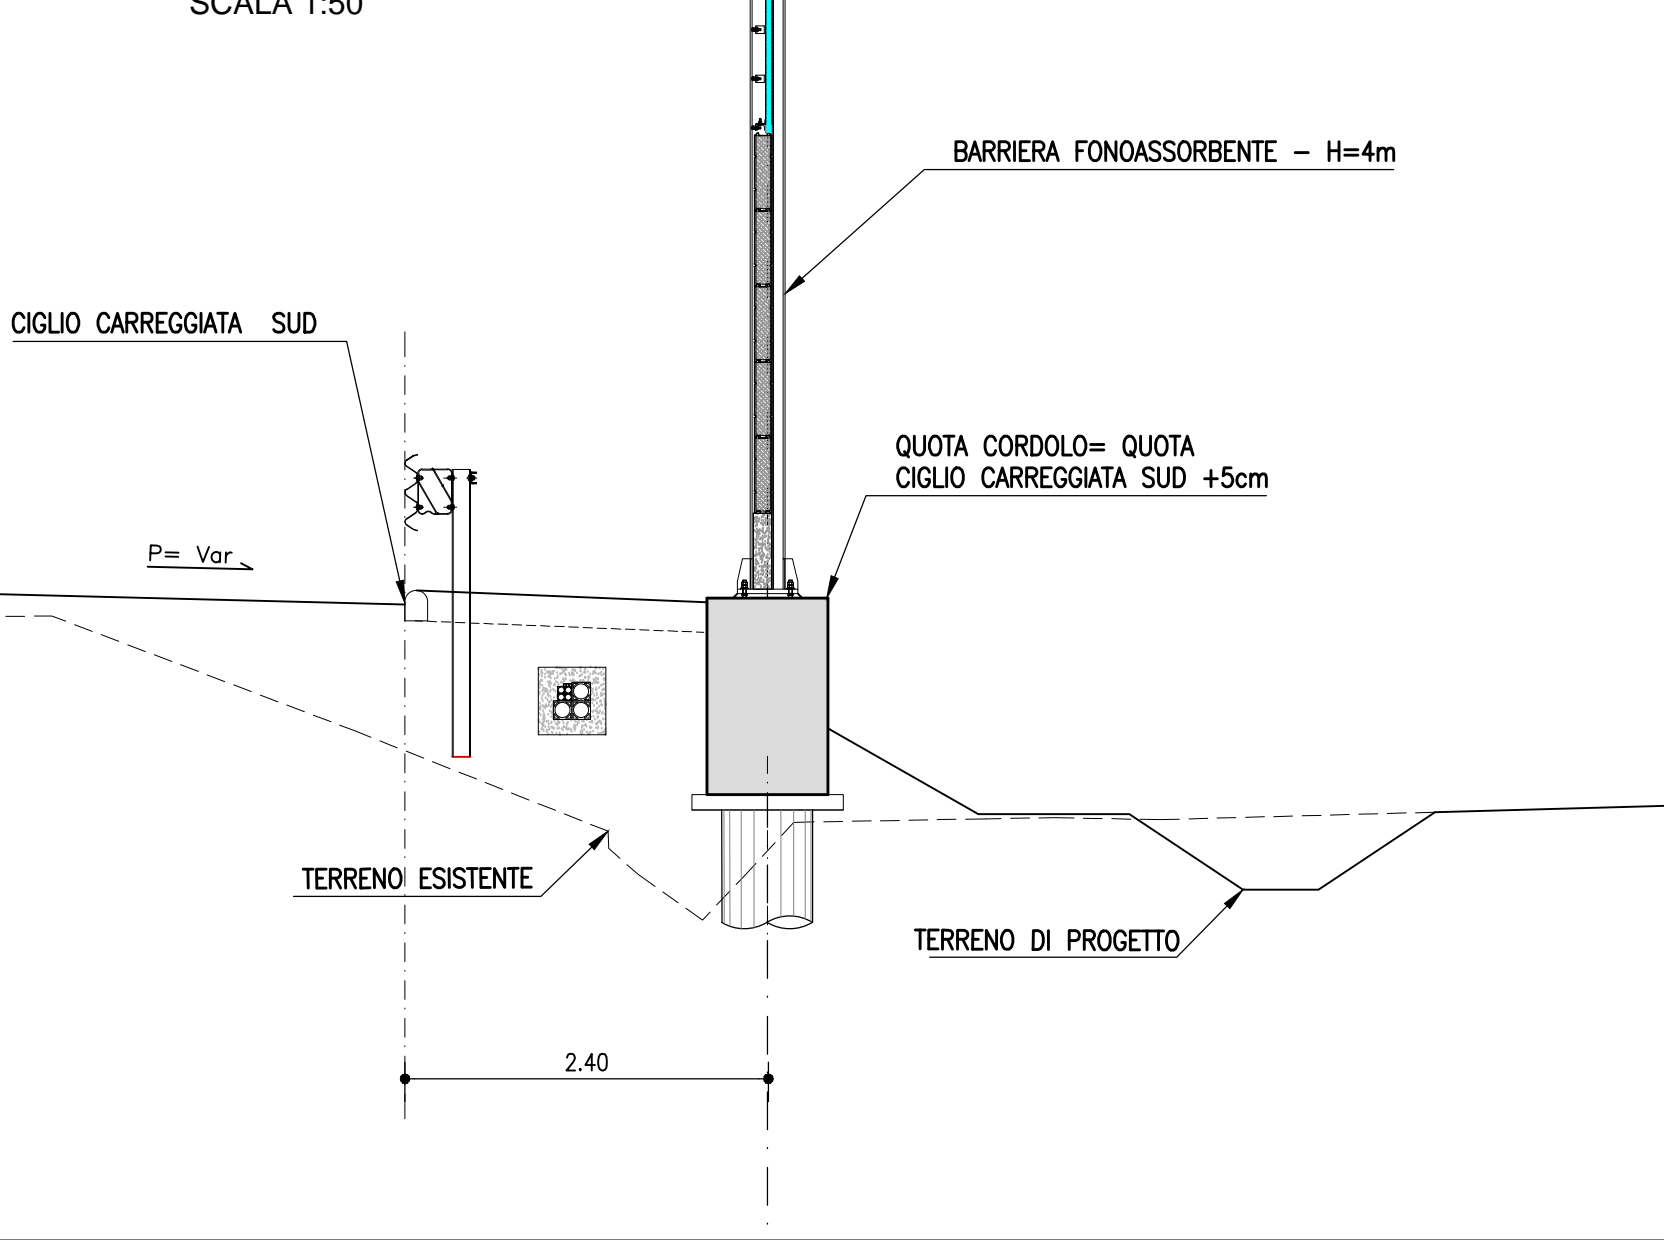 SCALA 1:50
BARRIERA FONOASSORBENTE - H=4m
CIGLIO CARREGGIATA SUD
QUOTA CORDOLO= QUOTA
CIGLIO CARREGGIATA SUD +5cm
P= Var
TERRENO ESISTENTE
TERRENO DI PROGETTO
2.40